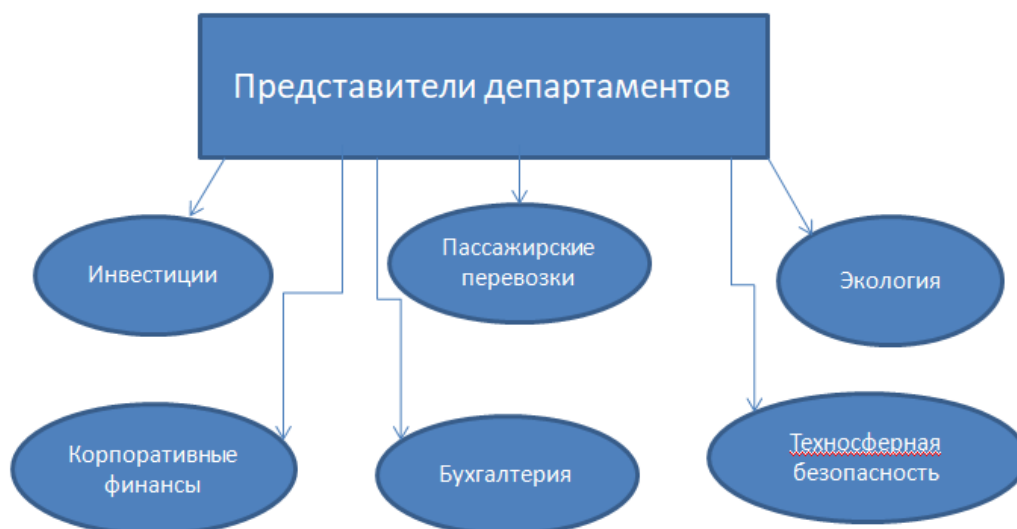 Представители департаментов
Инвестиции
Пассажирские
перевозки
Экология
Корпоративные
финансы
Бухгалтерия
Техносферная
безопасность